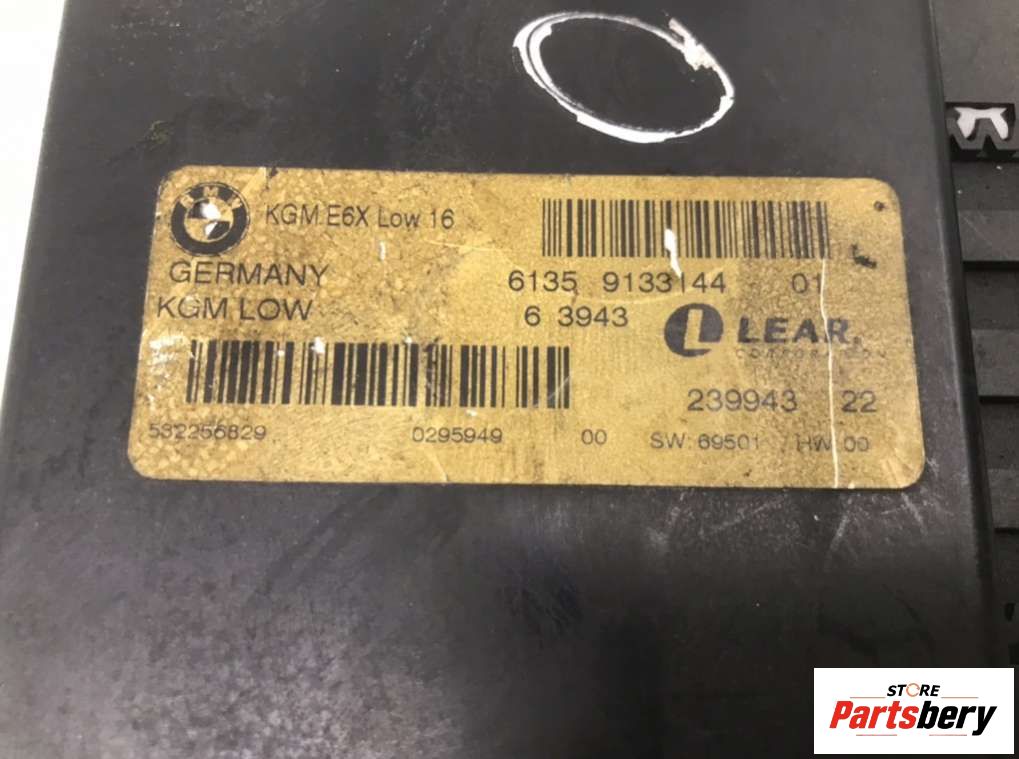 BMW
KGM E6X Low 16
GERMANY 6135 9133144 01
KGM LOW 6 3943
L LEAR
CORPORATION
239943 22
532256829 0295949 00 SW: 69501 HW: 00
STORE
Partsbery